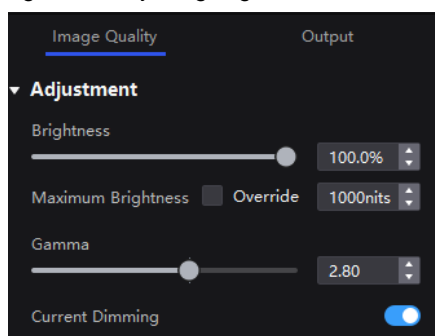 Image Quality Output
Adjustment
Brightness
100.0%
Maximum Brightness Override 1000nits
Gamma
2.80
Current Dimming